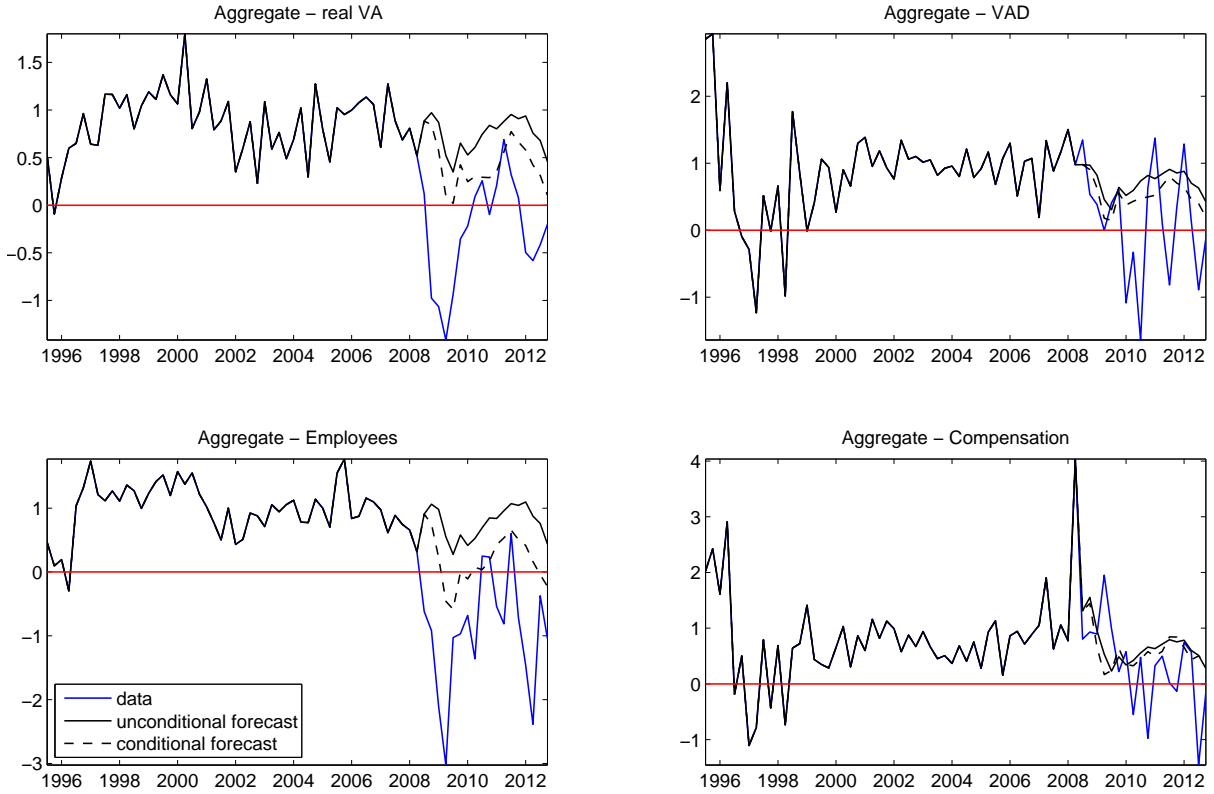 Aggregate − real VA
1.5
1
0.5
0
−0.5
−1
1996 1998 2000 2002 2004 2006 2008 2010 2012
Aggregate − VAD
2
1
0
−1
1996 1998 2000 2002 2004 2006 2008 2010 2012
Aggregate − Employees
1
0
−1
−2
−3
data
unconditional forecast
conditional forecast
1996 1998 2000 2002 2004 2006 2008 2010 2012
Aggregate − Compensation
4
3
2
1
0
−1
1996 1998 2000 2002 2004 2006 2008 2010 2012